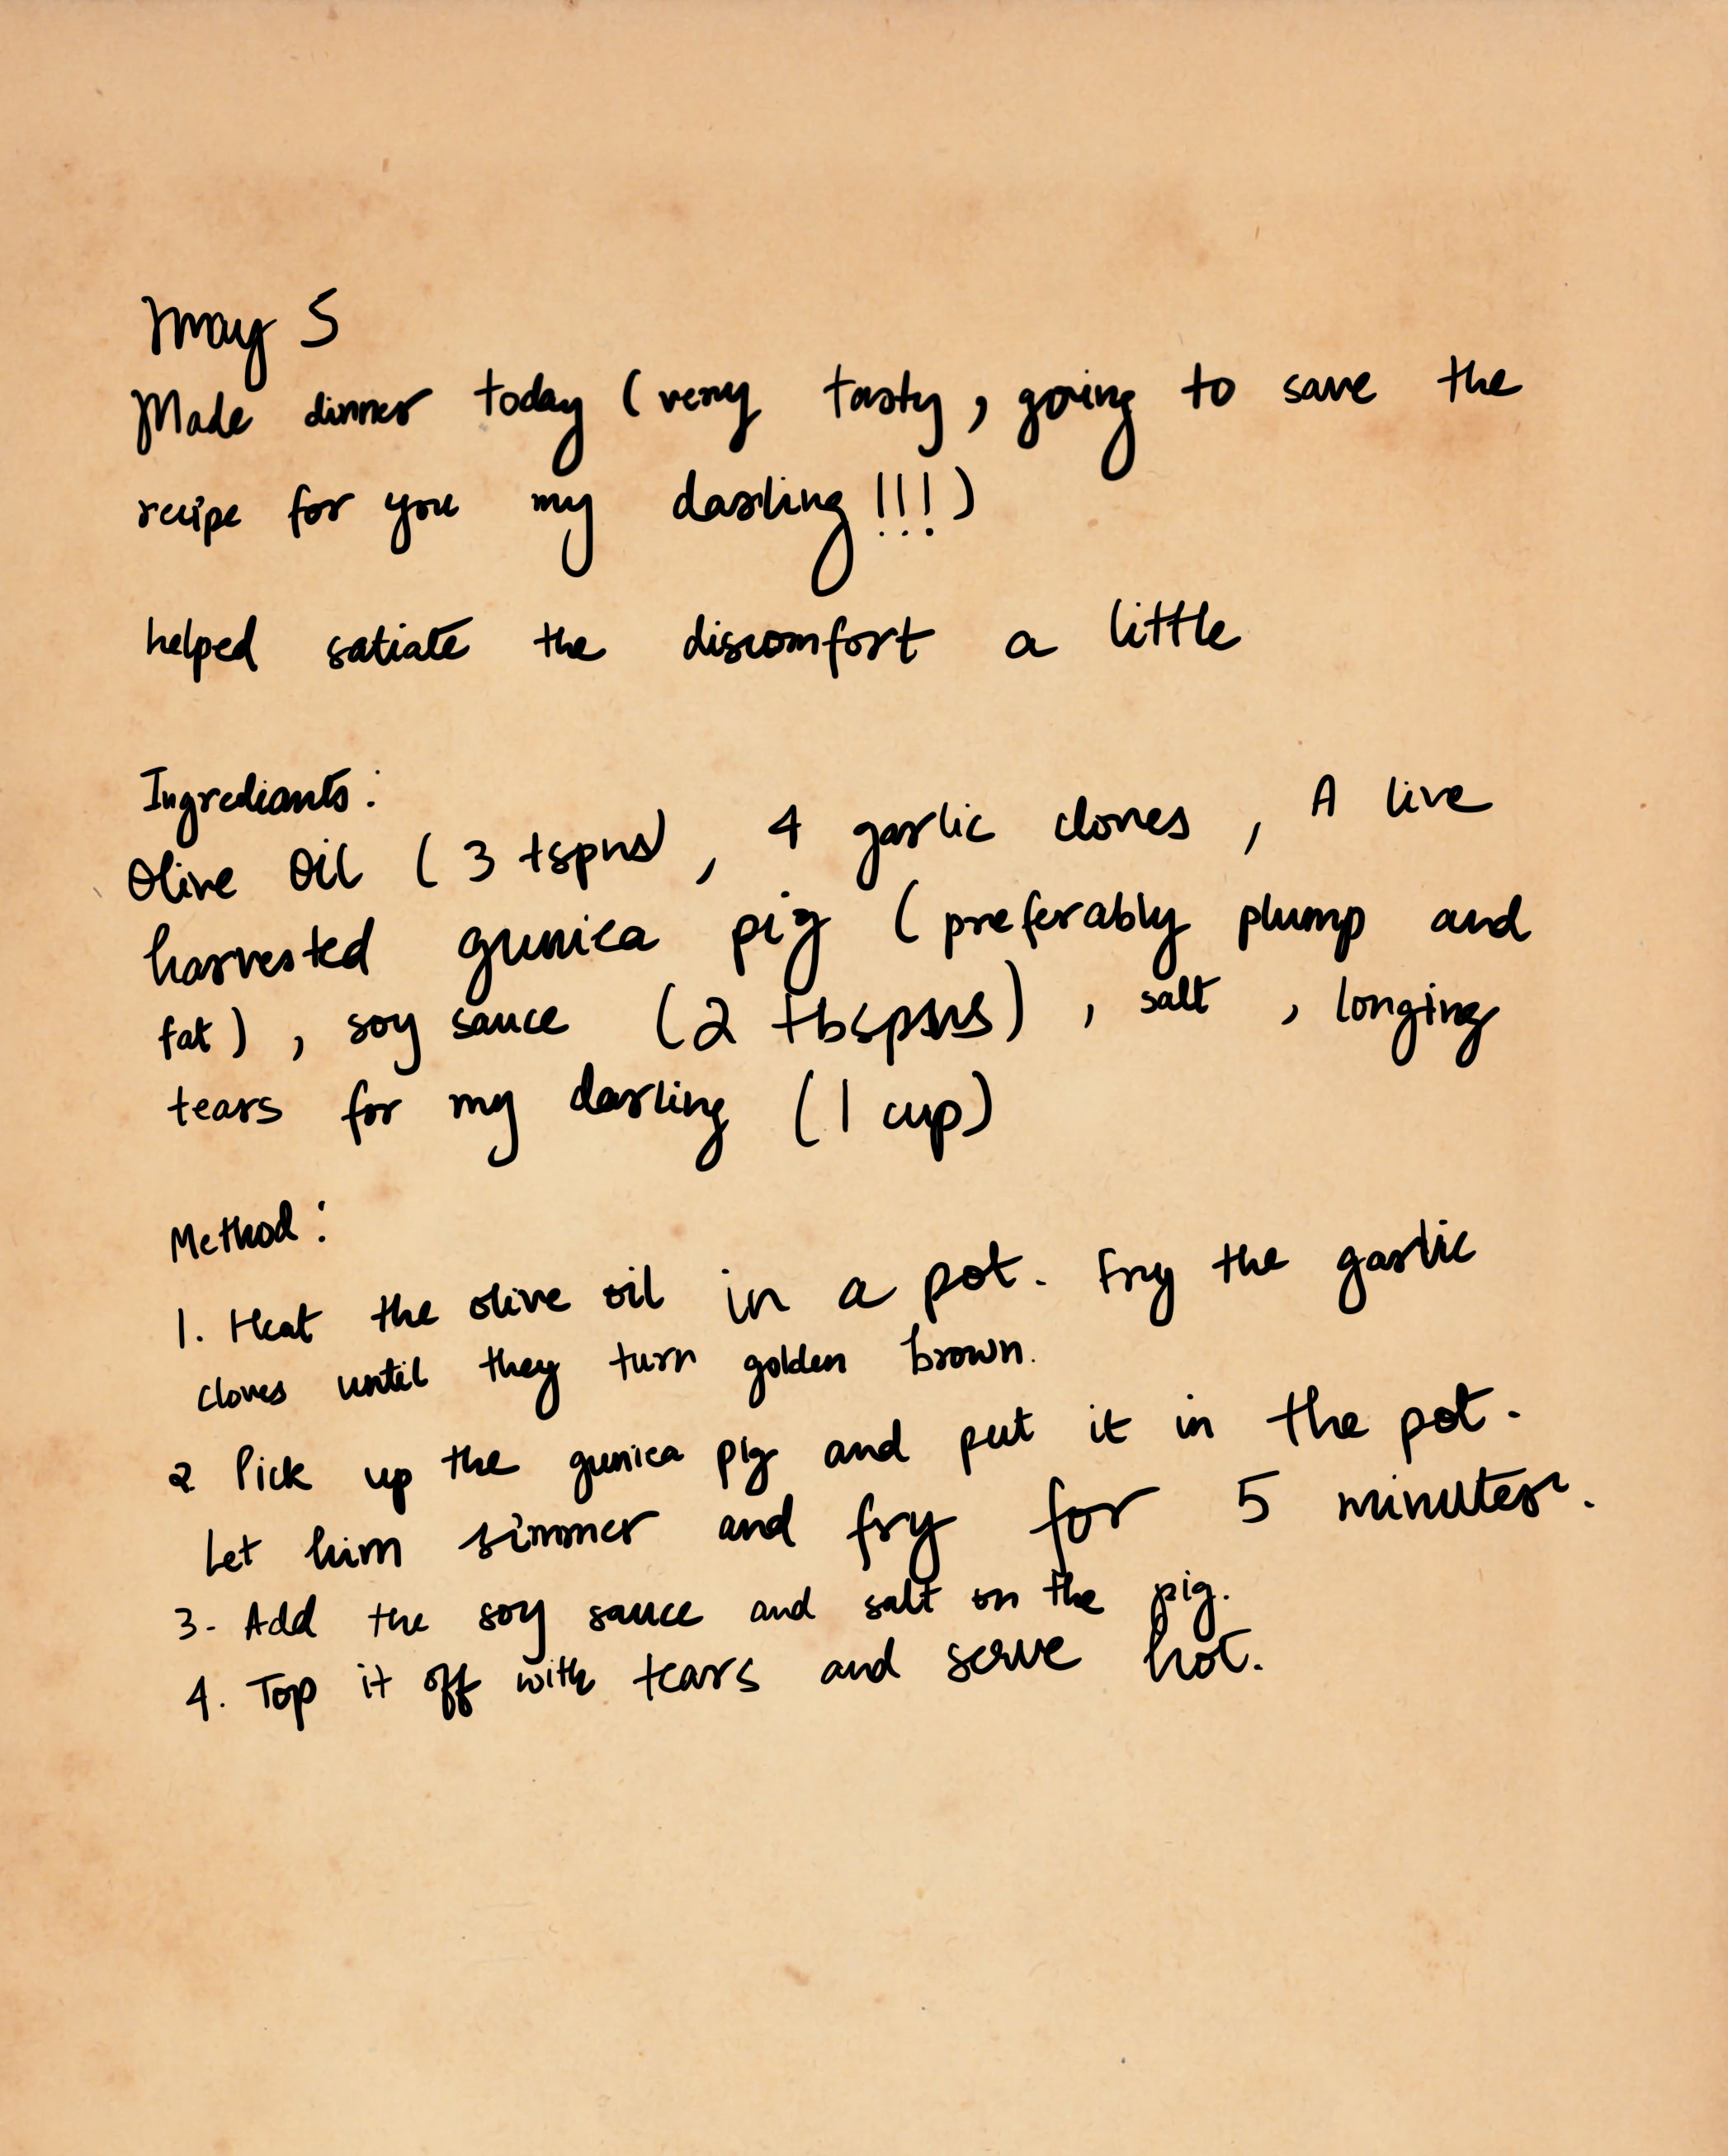 May 5
Made dinner today (very tasty, going to save the
recipe for you my darling!!!)
helped satiate the discomfort a little
Ingrediants:
Olive Oil (3 tspns), 4 garlic cloves, A live
harvested gunica pig (preferably plump and
fat), soy sauce (2 tbspsns), salt, longing
tears for my darling (1 cup)
Method:
1. Heat the olive oil in a pot. Fry the garlic
cloves until they turn golden brown.
2 Pick up the gunica pig and put it in the pot.
Let him simmer and fry for 5 minutes.
3- Add the soy sauce and salt on the pig.
4. Top it off with tears and serve hot.